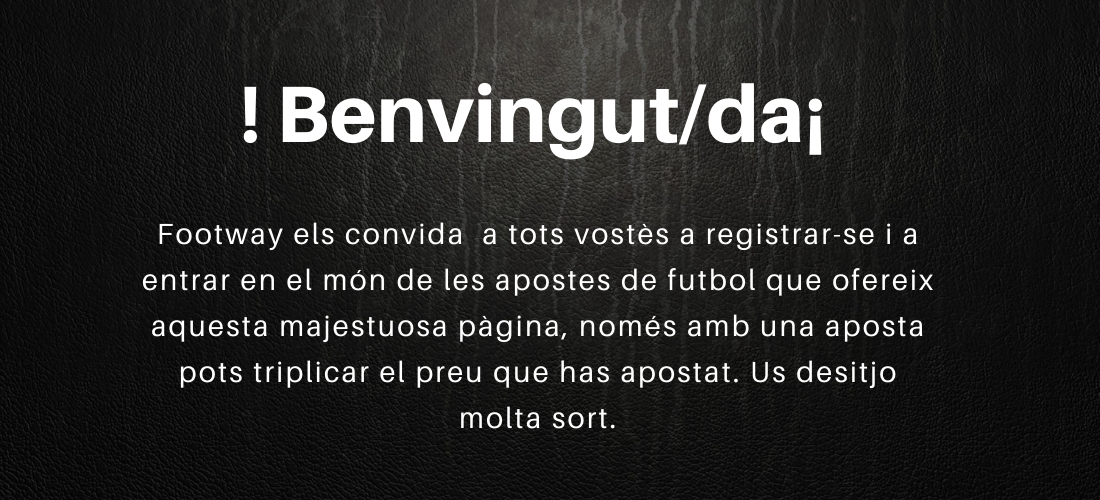 ! Benvingut/da¡
Footway els convida  a tots vostès a registrar-se i a
entrar en el món de les apostes de futbol que ofereix
aquesta majestuosa pàgina, només amb una aposta
pots triplicar el preu que has apostat. Us desitjo
molta sort.